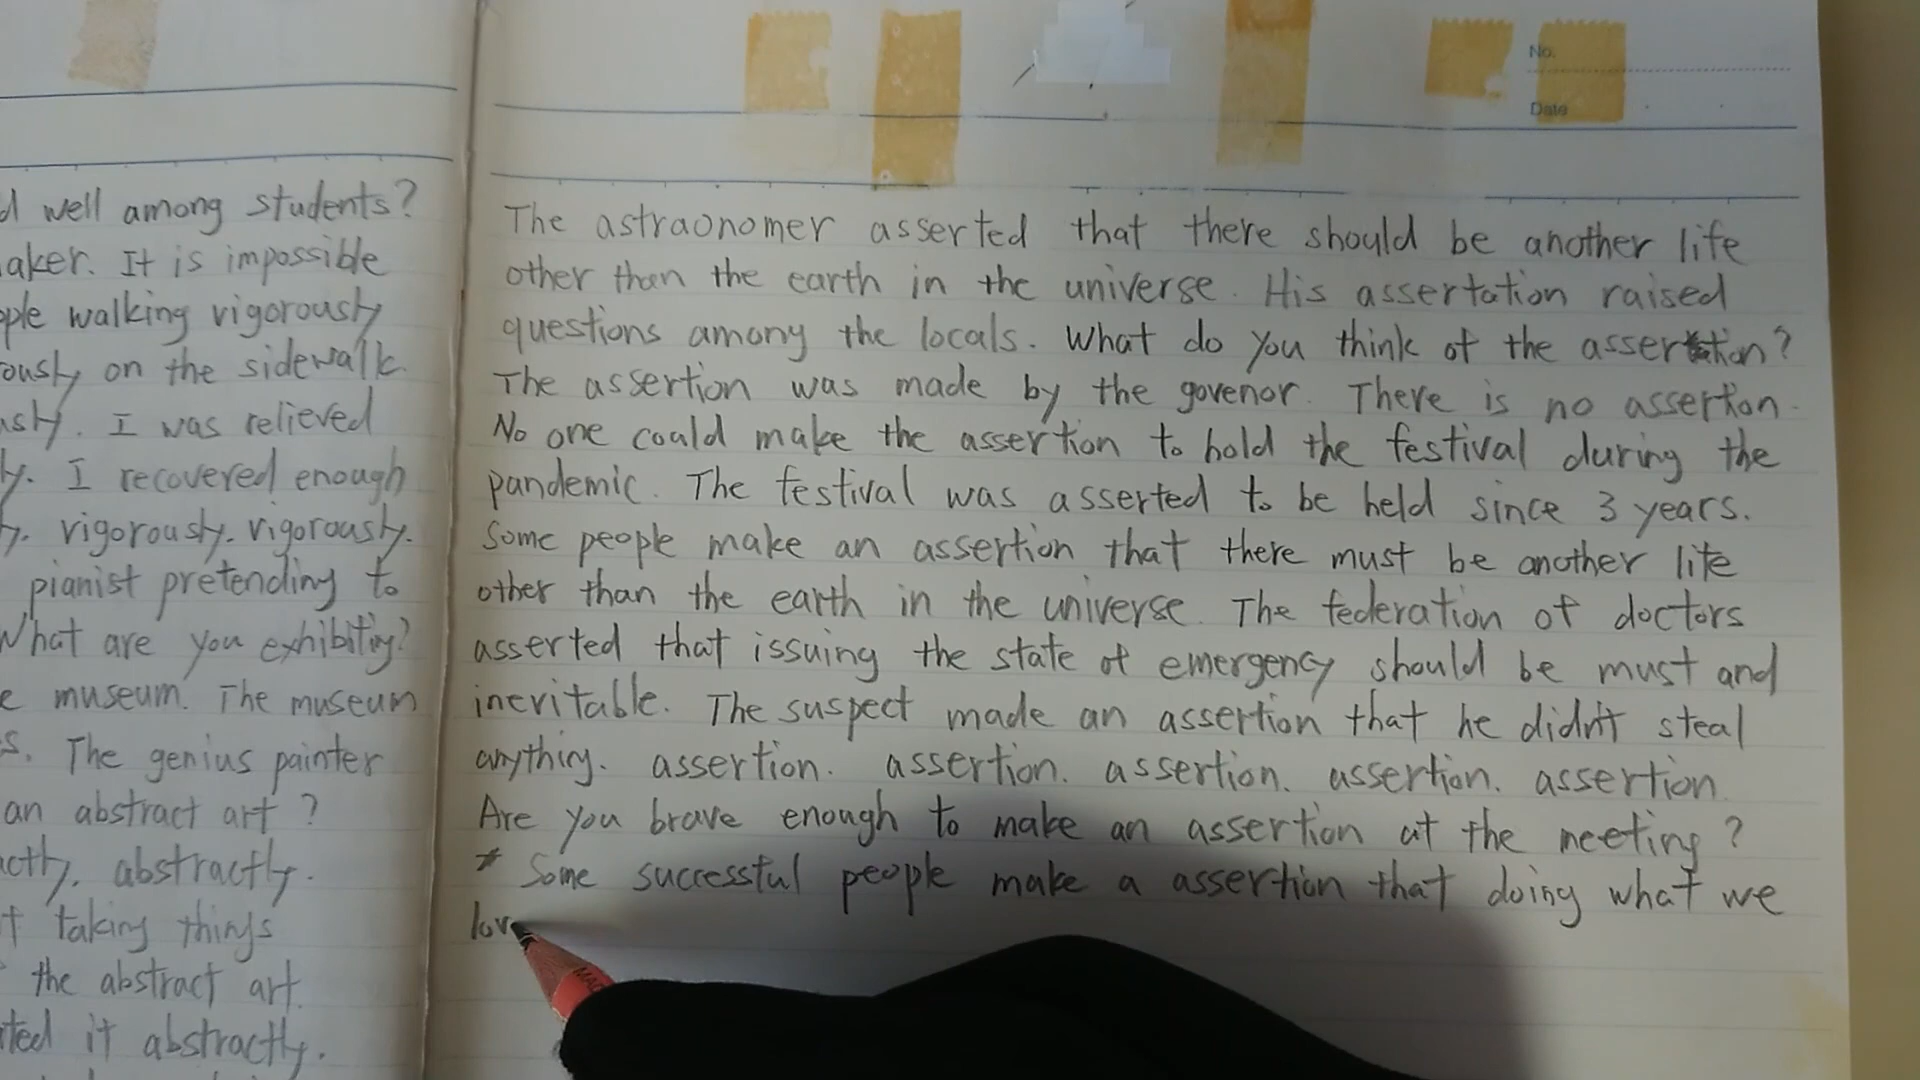 d well among students?
aker. It is impossible
ople walking vigorously
ously on the sidewalk.
usly. I was relieved
ly. I recovered enough
y. vigorously. vigorously.
pianist pretending to
What are you exhibiting?
e museum. The museum
s. The genius painter
an abstract art ?
actly, abstractly.
f taking things
the abstract art.
ted it abstractly.
No.
Date
The astraonomer asserted that there should be another life
other than the earth in the universe. His assertation raised
questions among the locals. What do you think of the assertion?
The assertion was made by the govenor. There is no assertion.
No one could make the assertion to hold the festival during the
pandemic. The festival was asserted to be held since 3 years.
Some people make an assertion that there must be another life
other than the earth in the universe. The federation of doctors
asserted that issuing the state of emergency should be must and
ineritable. The suspect made an assertion that he didn't steal
anything. assertion. assertion. assertion. assertion. assertion.
Are you brave enough to make an assertion at the meeting ?
* Some successful people make a assertion that doing what we
lov